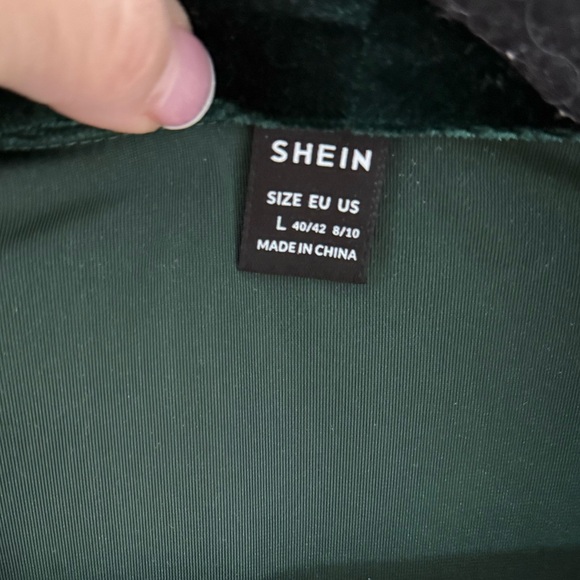 SHEIN
SIZE EU US
L 40/42 8/10
MADE IN CHINA